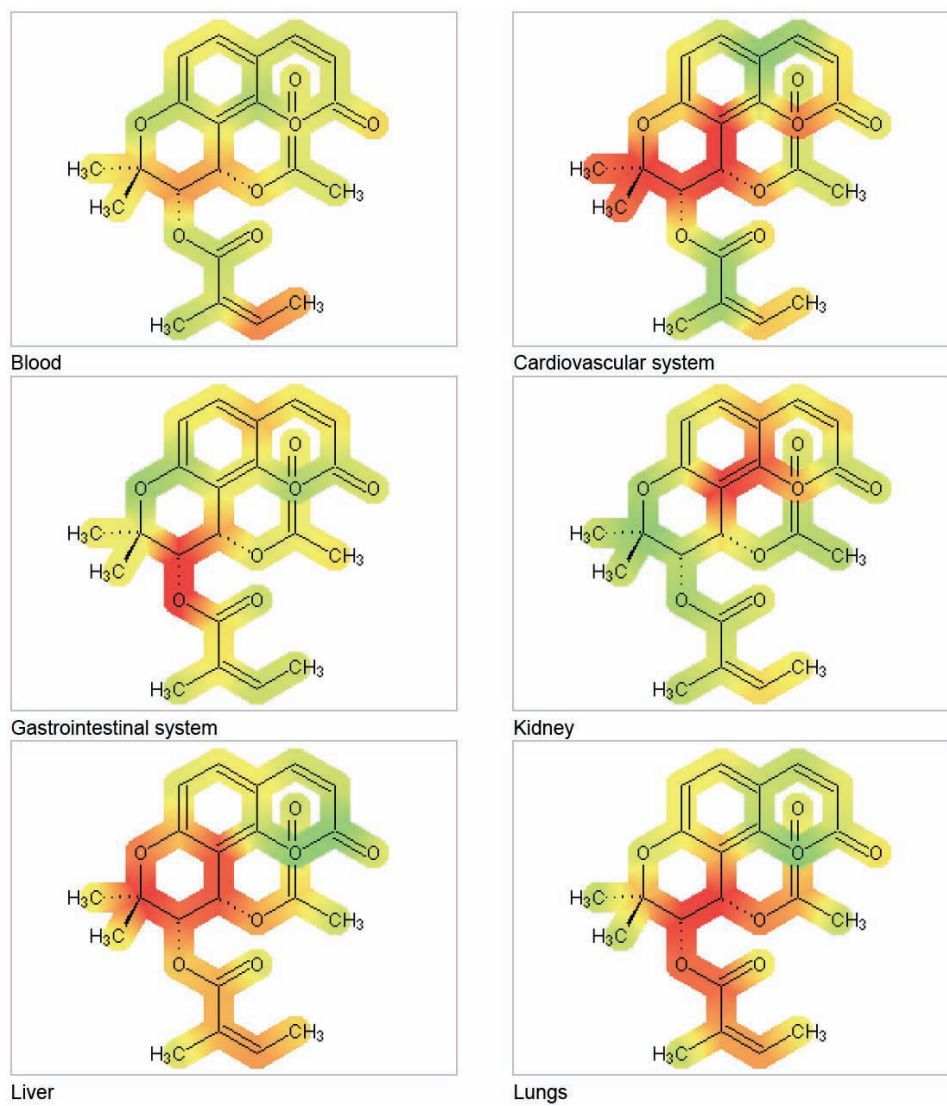 O
O O O
H₃C
O CH₃
H₃C
O O
CH₃
H₃C
Blood
O
O O O
H₃C
O CH₃
H₃C
O O
CH₃
H₃C
Cardiovascular system
O
O O O
H₃C
O CH₃
H₃C
O O
CH₃
H₃C
Gastrointestinal system
O
O O O
H₃C
O CH₃
H₃C
O O
CH₃
H₃C
Kidney
O
O O O
H₃C
O CH₃
H₃C
O O
CH₃
H₃C
Liver
O
O O O
H₃C
O CH₃
H₃C
O O
CH₃
H₃C
Lungs